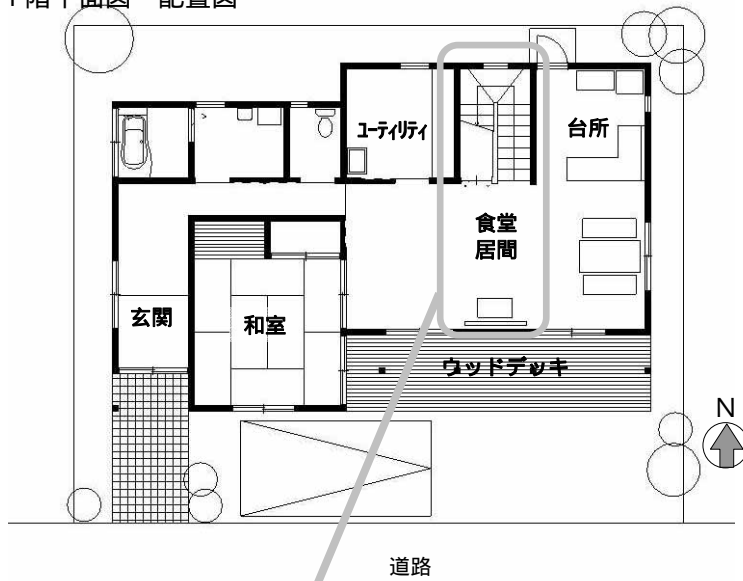 1階平面図 配置図
ユーティリティ
台所
食堂
居間
玄関
和室
ウッドデッキ
N
道路